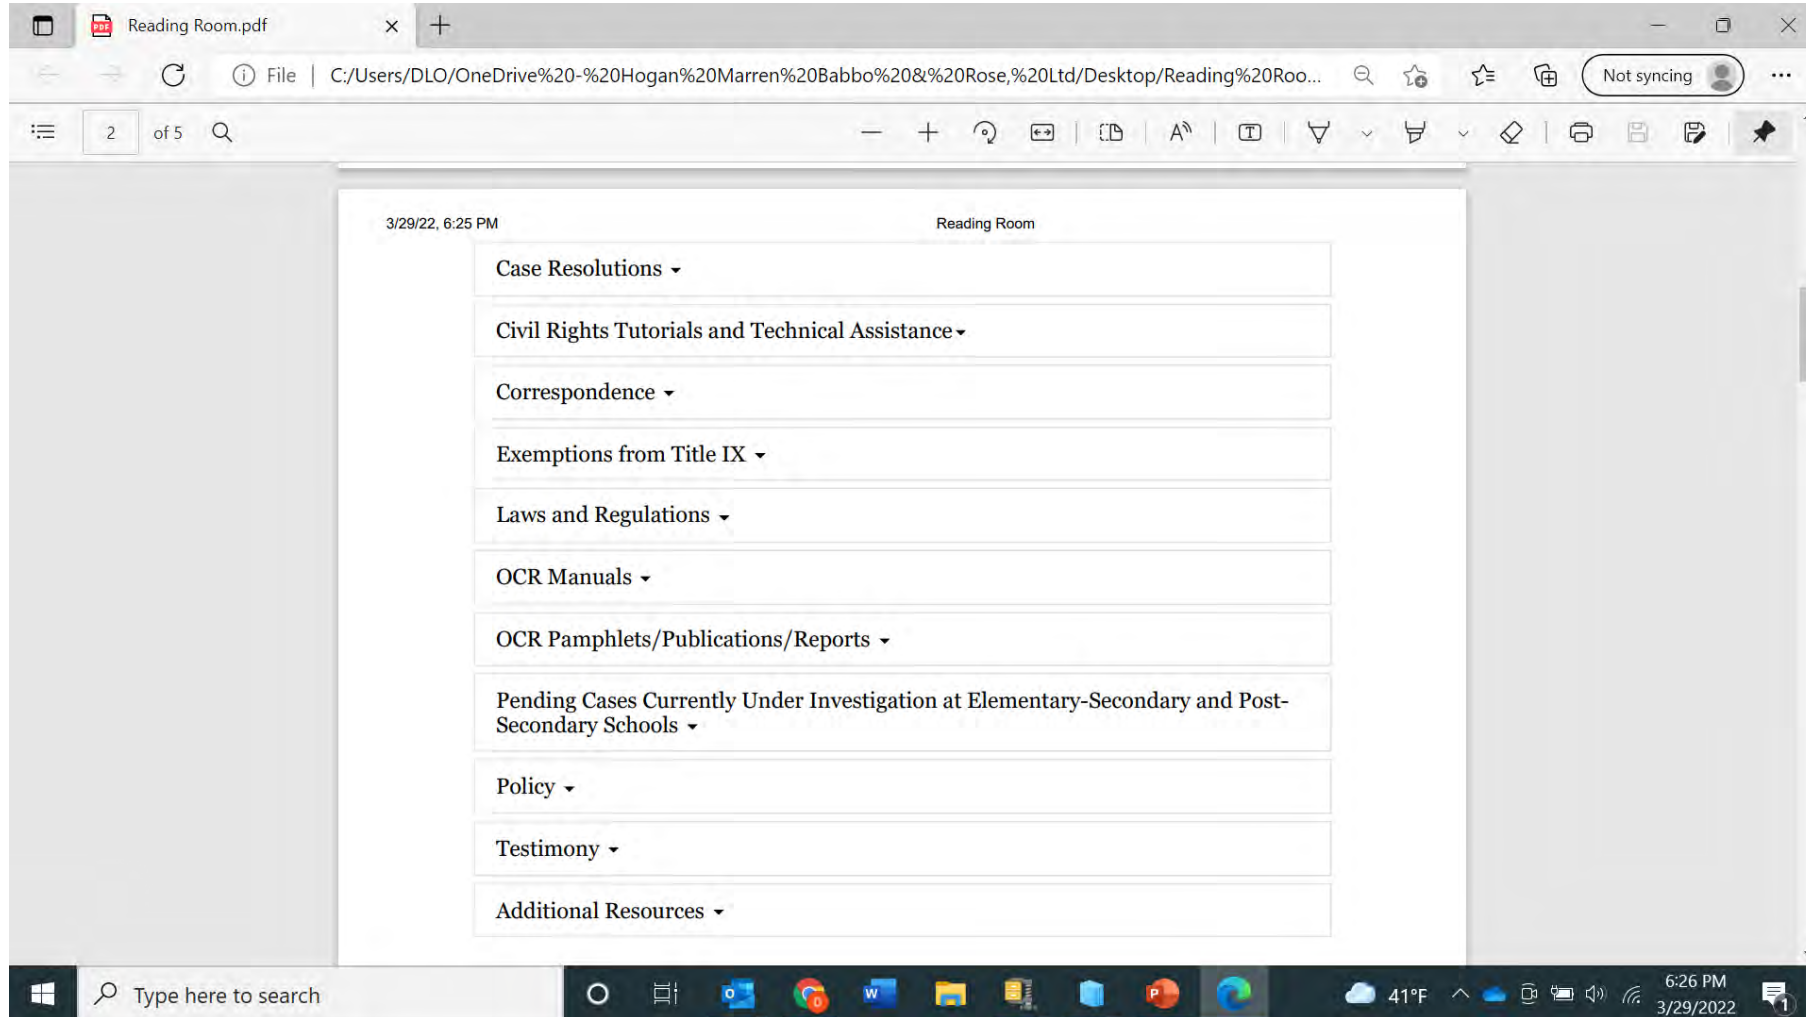 Reading Room.pdf
File | C:/Users/DLO/OneDrive%20-%20Hogan%20Marren%20Babbo%20&%20Rose,%20Ltd/Desktop/Reading%20Roo...
Not syncing
2 of 5
3/29/22, 6:25 PM
Reading Room
Case Resolutions
Civil Rights Tutorials and Technical Assistance
Correspondence
Exemptions from Title IX
Laws and Regulations
OCR Manuals
OCR Pamphlets/Publications/Reports
Pending Cases Currently Under Investigation at Elementary-Secondary and Post-
Secondary Schools
Policy
Testimony
Additional Resources
Type here to search
41°F
6:26 PM
3/29/2022
1